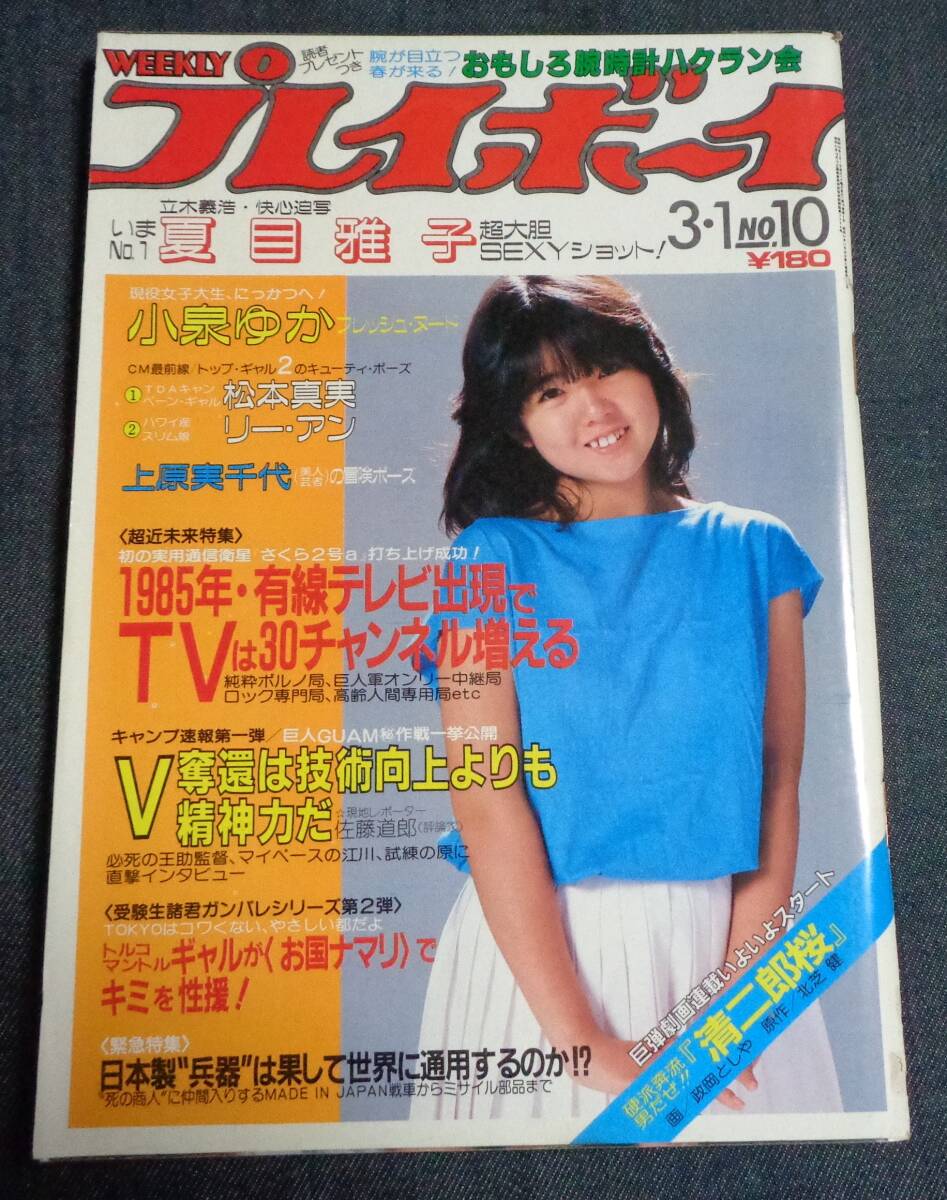 WEEKLY
読者
プレゼント
つき
腕が目立つ
春が来る!
おもしろ腕時計ハクラン会
プレイボーイ
立木義浩・快心迫写
いま
No.1
夏目雅子
超大胆
SEXYショット!
3・1 NO.10
¥180
現役女子大生、にっかつへ!
小泉ゆか フレッシュ・ヌード
CM最前線/トップ・ギャル2のキューティ・ポーズ
① TDAキャン
ペーン・ギャル 松本真実
② ハワイ産
スリム娘 リー・アン
上原実千代(美人芸者)の冒険ポーズ
〈超近未来特集〉
初の実用通信衛星『さくら2号a』打ち上げ成功!
1985年・有線テレビ出現で
TVは30チャンネル増える
純粋ポルノ局、巨人軍オンリー中継局
ロック専門局、高齢人間専用局etc
キャンプ速報第一弾/巨人GUAM㊙作戦一挙公開
V奪還は技術向上よりも
精神力だ
☆現地レポーター
佐藤道郎(評論家)
必死の王助監督、マイペースの江川、試練の原に
直撃インタビュー
〈受験生諸君ガンバレシリーズ第2弾〉
TOKYOはコワくない、やさしい都だよ
トルコ
マントル ギャルが〈お国ナマリ〉で
キミを性援!
〈緊急特集〉
日本製"兵器"は果して世界に通用するのか!?
"死の商人"に仲間入りするMADE IN JAPAN戦車からミサイル部品まで
巨弾劇画連載いよいよスタート
硬派奔流
男だぜ!!
『清二郎桜』
画/政岡としや 原作/北芝健